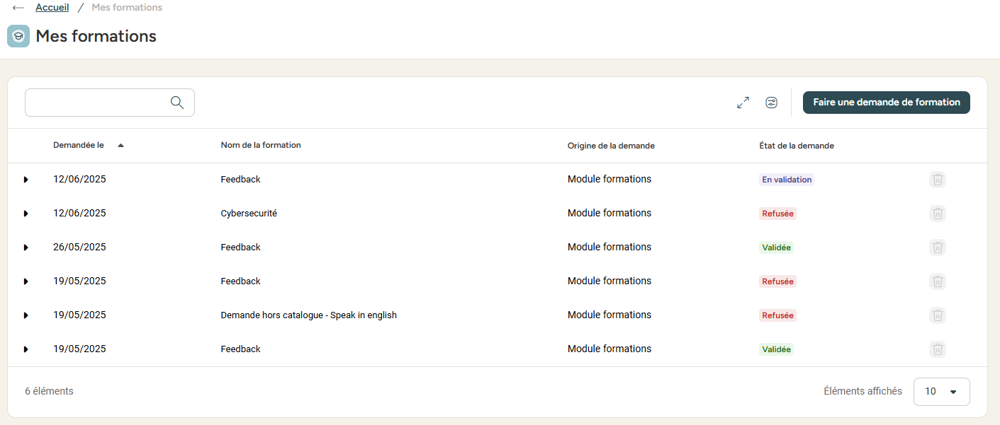 ← Accueil / Mes formations
Mes formations
Faire une demande de formation
Demandée le Nom de la formation Origine de la demande État de la demande
12/06/2025 Feedback Module formations En validation
12/06/2025 Cybersecurité Module formations Refusée
26/05/2025 Feedback Module formations Validée
19/05/2025 Feedback Module formations Refusée
19/05/2025 Demande hors catalogue - Speak in english Module formations Refusée
19/05/2025 Feedback Module formations Validée
6 éléments Éléments affichés 10